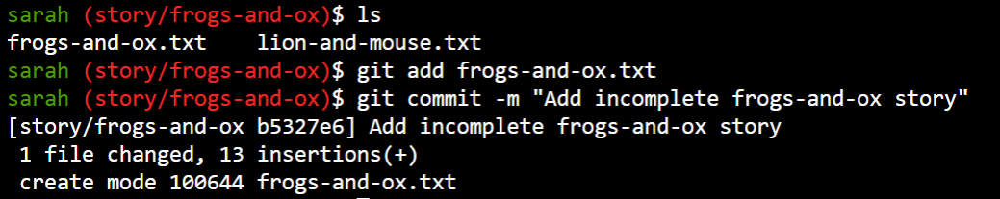 sarah (story/frogs-and-ox)$ ls
frogs-and-ox.txt    lion-and-mouse.txt
sarah (story/frogs-and-ox)$ git add frogs-and-ox.txt
sarah (story/frogs-and-ox)$ git commit -m "Add incomplete frogs-and-ox story"
[story/frogs-and-ox b5327e6] Add incomplete frogs-and-ox story
 1 file changed, 13 insertions(+)
 create mode 100644 frogs-and-ox.txt